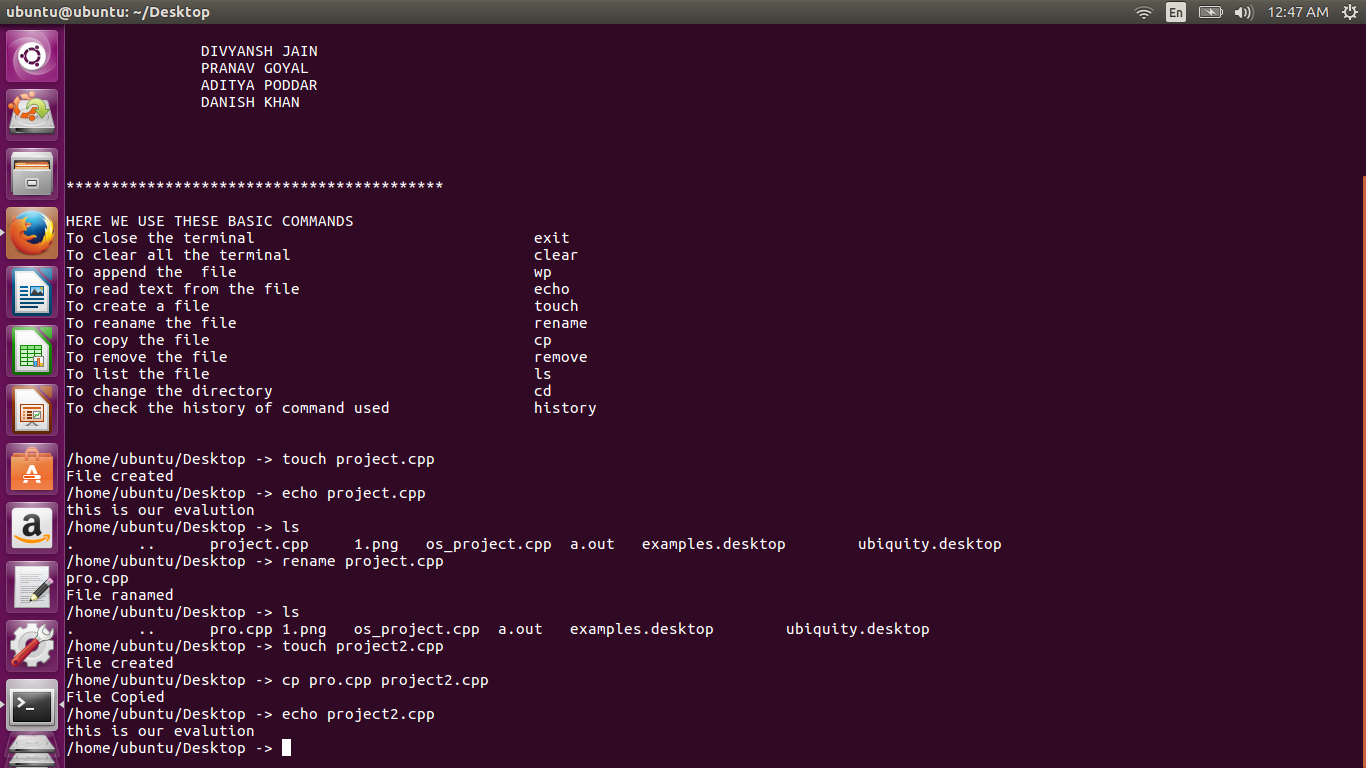 ubuntu@ubuntu: ~/Desktop
En
12:47 AM
DIVYANSH JAIN
PRANAV GOYAL
ADITYA PODDAR
DANISH KHAN
******************************************
HERE WE USE THESE BASIC COMMANDS
To close the terminal exit
To clear all the terminal clear
To append the  file wp
To read text from the file echo
To create a file touch
To reaname the file rename
To copy the file cp
To remove the file remove
To list the file ls
To change the directory cd
To check the history of command used history
/home/ubuntu/Desktop -> touch project.cpp
File created
/home/ubuntu/Desktop -> echo project.cpp
this is our evalution
/home/ubuntu/Desktop -> ls
. .. project.cpp 1.png os_project.cpp a.out examples.desktop ubiquity.desktop
/home/ubuntu/Desktop -> rename project.cpp
pro.cpp
File ranamed
/home/ubuntu/Desktop -> ls
. .. pro.cpp 1.png os_project.cpp a.out examples.desktop ubiquity.desktop
/home/ubuntu/Desktop -> touch project2.cpp
File created
/home/ubuntu/Desktop -> cp pro.cpp project2.cpp
File Copied
/home/ubuntu/Desktop -> echo project2.cpp
this is our evalution
/home/ubuntu/Desktop ->